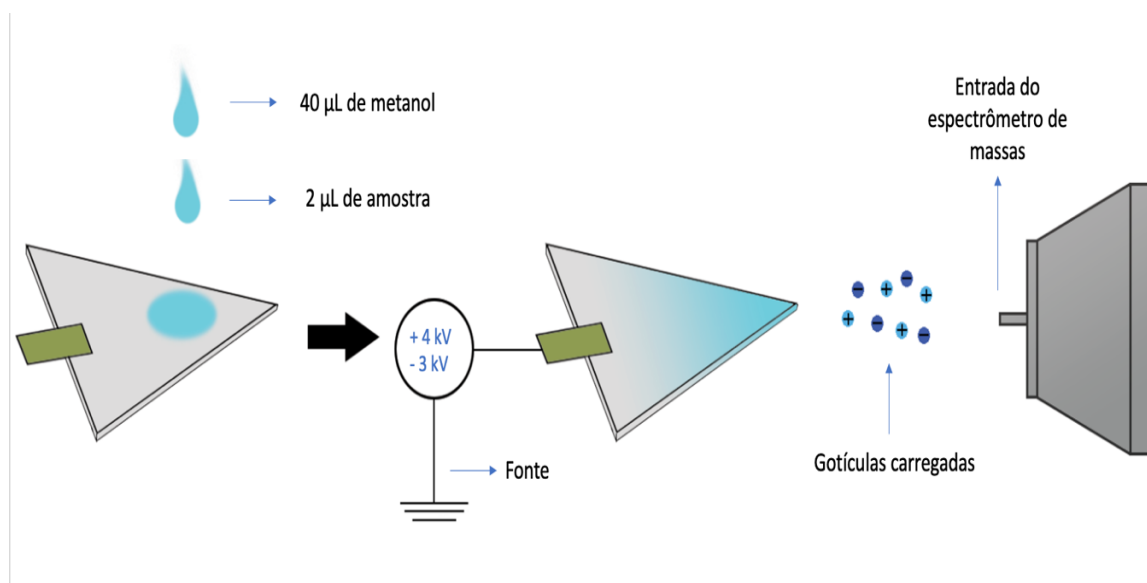 40 µL de metanol
2 µL de amostra
+ 4 kV
- 3 kV
Fonte
Gotículas carregadas
Entrada do
espectrômetro de
massas